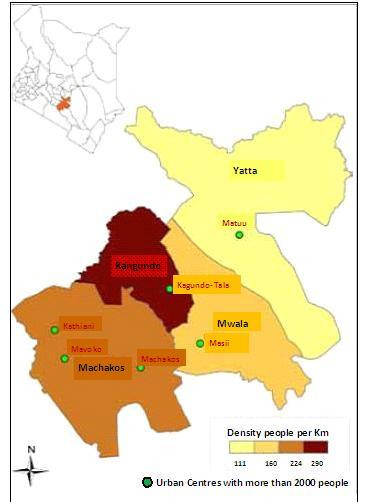 Yatta
Matuu
Kangundo
Kagundo- Tala
Mwala
Kathiani
Masii
Mavoko
Machakos
Machakos
Density people per Km
111 160 224 290
N
Urban Centres with more than 2000 people